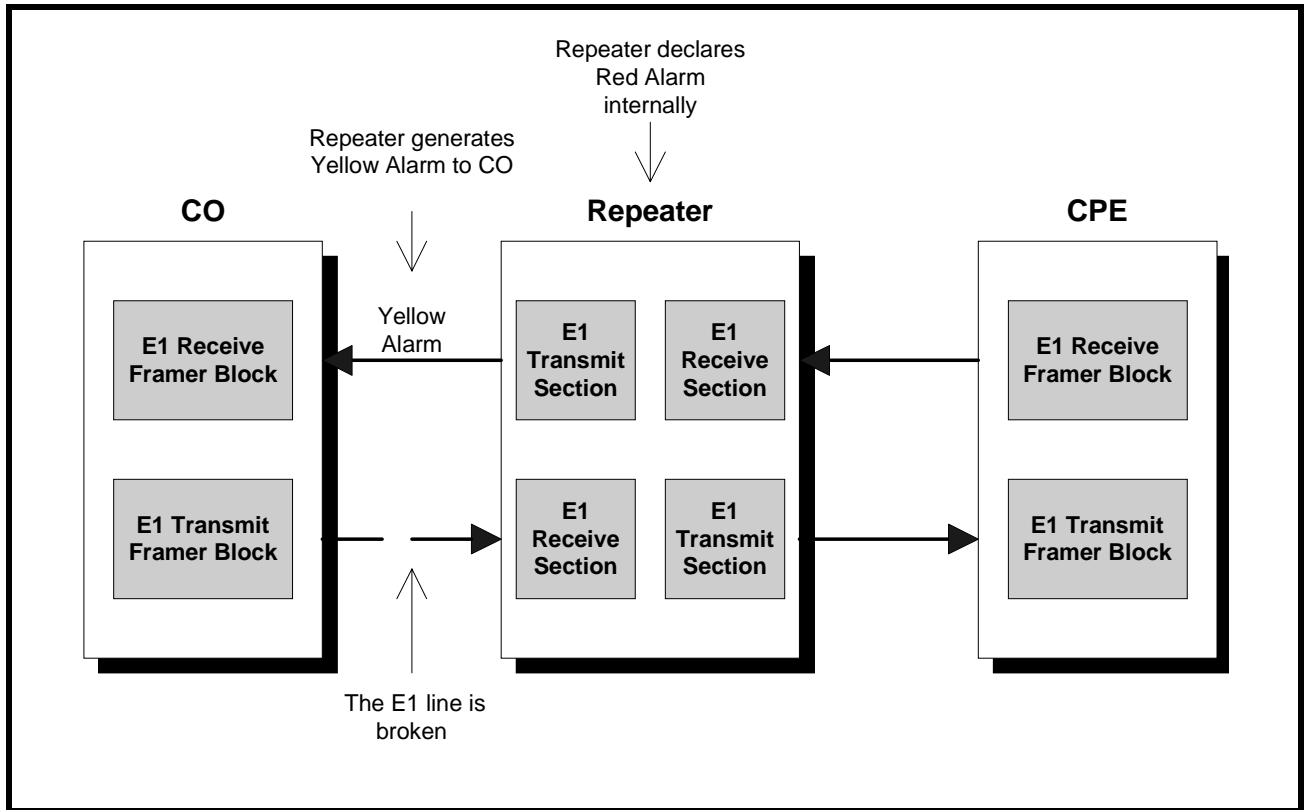 Repeater declares
Red Alarm
internally
Repeater generates
Yellow Alarm to CO
CO
Repeater
CPE
E1 Receive
Framer Block
Yellow
Alarm
E1
Transmit
Section
E1
Receive
Section
E1 Receive
Framer Block
E1 Transmit
Framer Block
E1
Receive
Section
E1
Transmit
Section
E1 Transmit
Framer Block
The E1 line is
broken